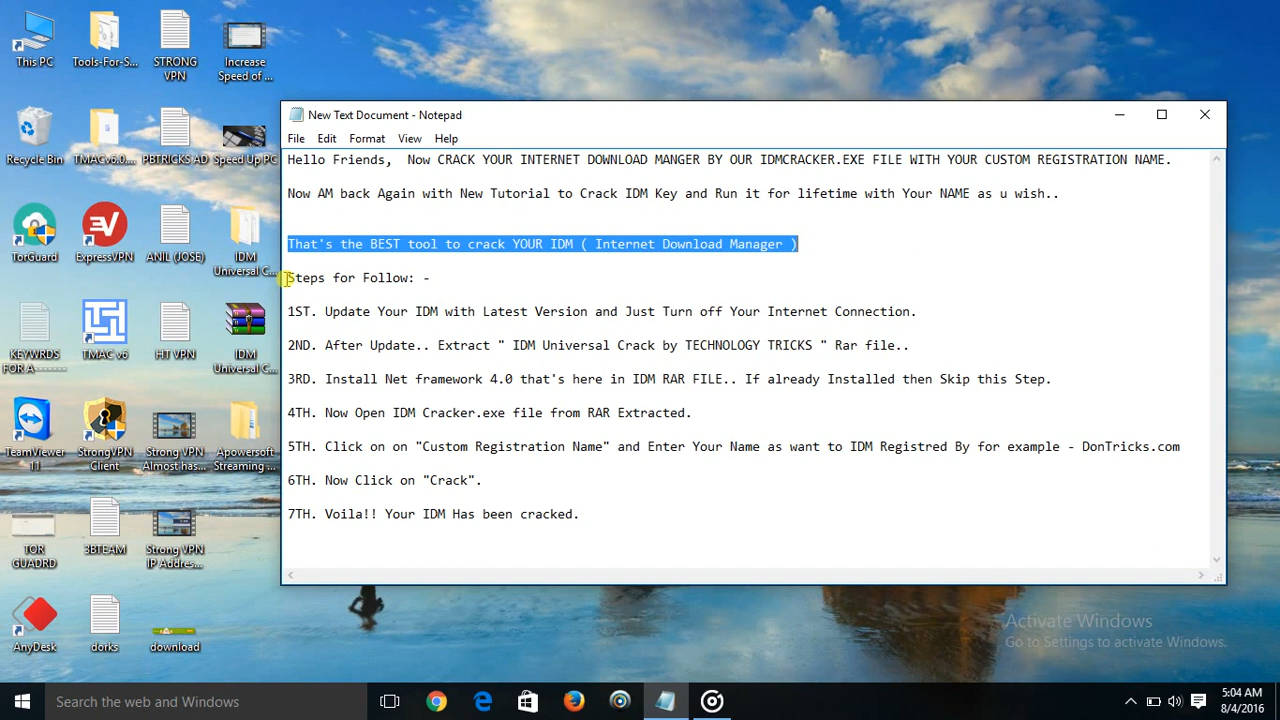 This PC
Tools-For-S...
STRONG
VPN
Increase
Speed of ...
Recycle Bin
TMACv6.0....
PBTRICKS AD
Speed Up PC
TorGuard
ExpressVPN
ANIL (JOSE)
IDM
Universal C...
KEYWRDS
FOR A-------
TMAC v6
HT VPN
IDM
Universal C...
TeamViewer
11
StrongVPN
Client
Strong VPN
Almost has...
Apowersoft
Streaming ...
TOR
GUADRD
3BTEAM
Strong VPN
IP Addres...
AnyDesk
dorks
download
New Text Document - Notepad
File Edit Format View Help
Hello Friends,  Now CRACK YOUR INTERNET DOWNLOAD MANGER BY OUR IDMCRACKER.EXE FILE WITH YOUR CUSTOM REGISTRATION NAME.
Now AM back Again with New Tutorial to Crack IDM Key and Run it for lifetime with Your NAME as u wish..
That's the BEST tool to crack YOUR IDM ( Internet Download Manager )
Steps for Follow: -
1ST. Update Your IDM with Latest Version and Just Turn off Your Internet Connection.
2ND. After Update.. Extract " IDM Universal Crack by TECHNOLOGY TRICKS " Rar file..
3RD. Install Net framework 4.0 that's here in IDM RAR FILE.. If already Installed then Skip this Step.
4TH. Now Open IDM Cracker.exe file from RAR Extracted.
5TH. Click on on "Custom Registration Name" and Enter Your Name as want to IDM Registred By for example - DonTricks.com
6TH. Now Click on "Crack".
7TH. Voila!! Your IDM Has been cracked.
Activate Windows
Go to Settings to activate Windows.
Search the web and Windows
5:04 AM
8/4/2016